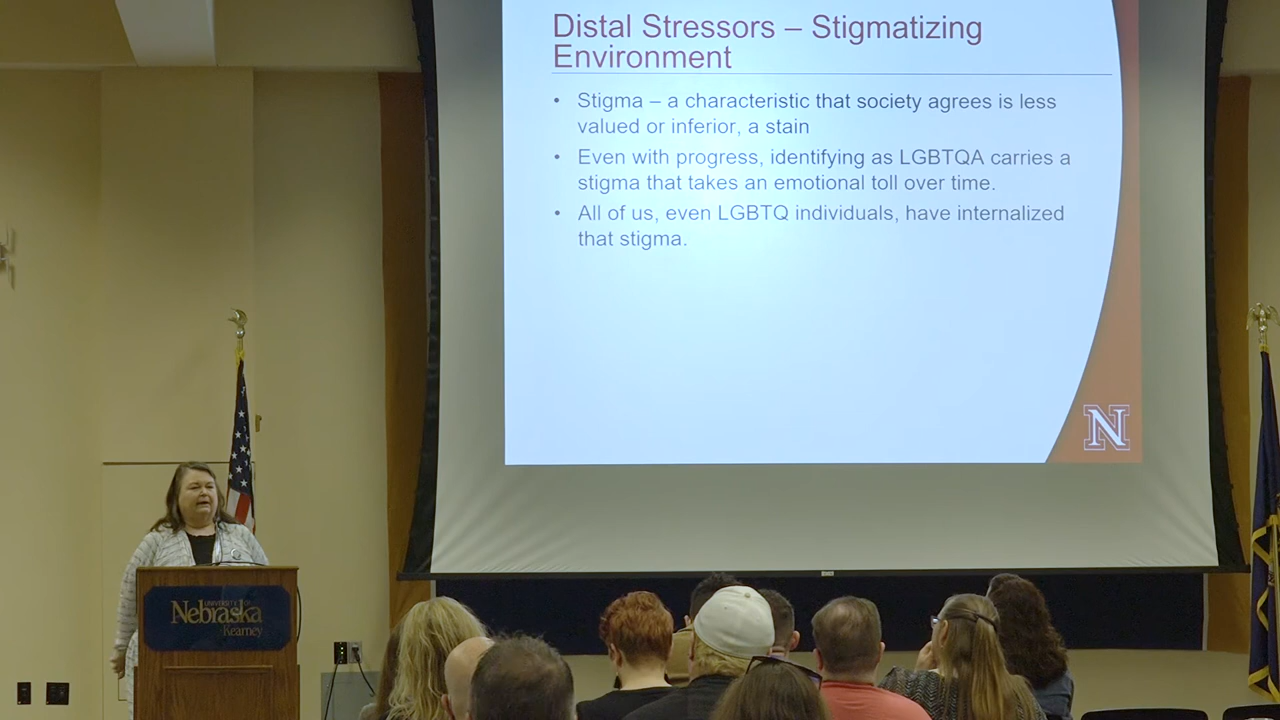 Distal Stressors – Stigmatizing
Environment
• Stigma – a characteristic that society agrees is less
valued or inferior, a stain
• Even with progress, identifying as LGBTQA carries a
stigma that takes an emotional toll over time.
• All of us, even LGBTQ individuals, have internalized
that stigma.
N
UNIVERSITY OF
Nebraska
Kearney